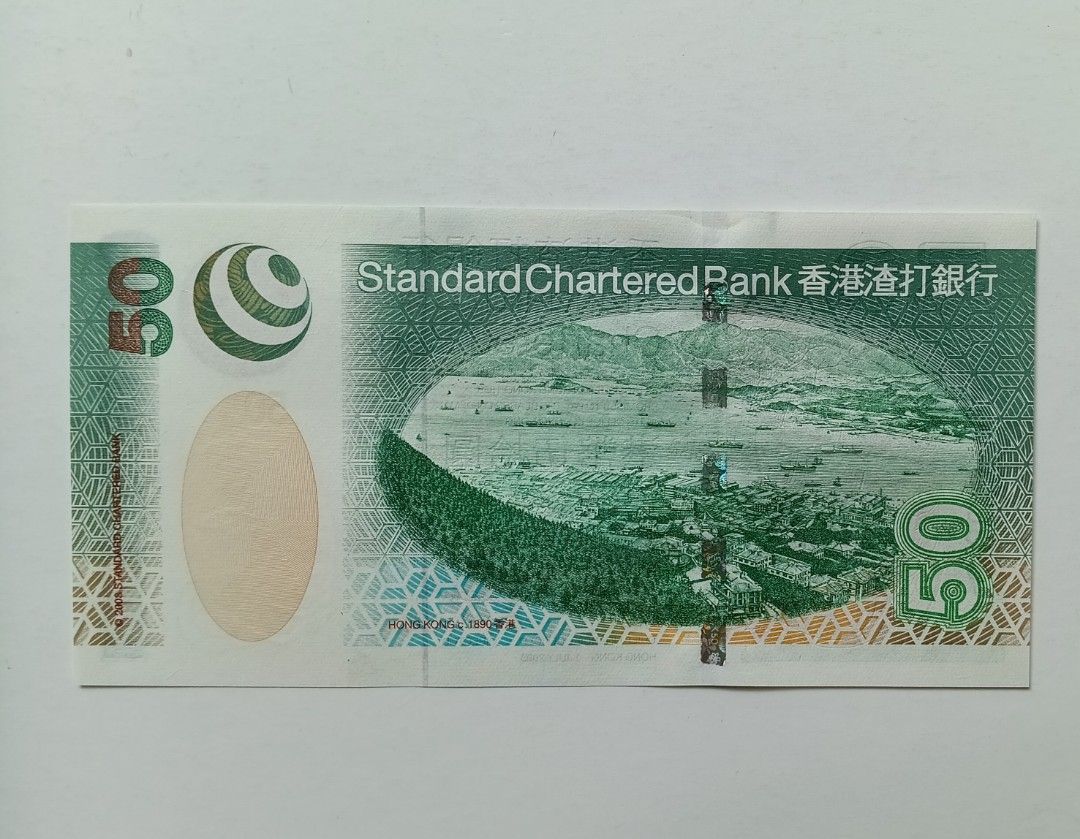 50
Standard Chartered Bank 香港渣打銀行
© 2003 STANDARD CHARTERED BANK
HONG KONG c. 1890 香港
50